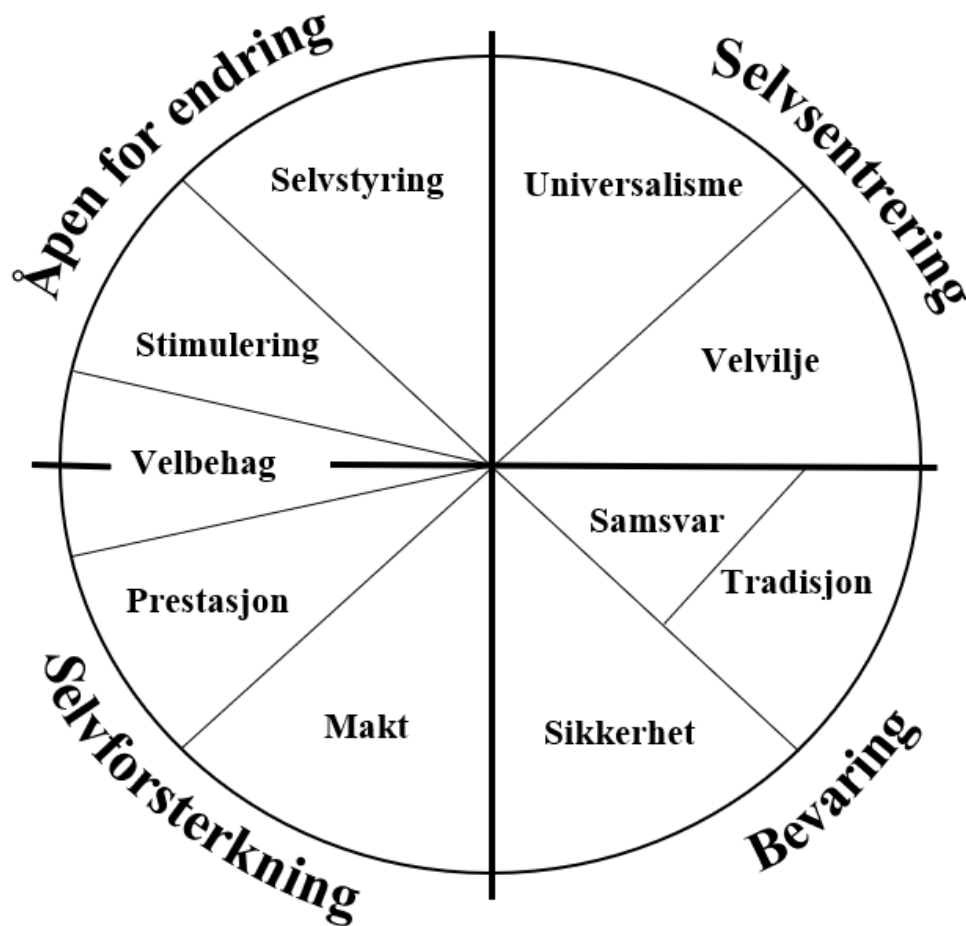 Åpen for endring
Selvsentrering
Selvstyring
Universalisme
Stimulering
Velvilje
Velbehag
Samsvar
Tradisjon
Prestasjon
Makt
Sikkerhet
Selvforsterkning
Bevaring